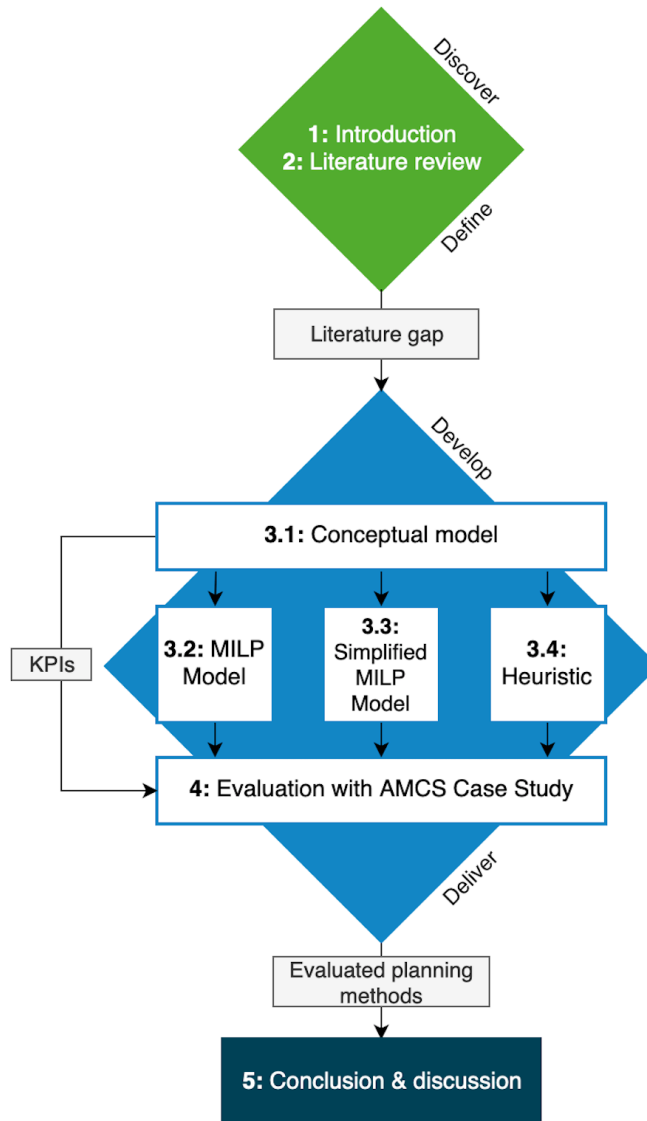 Discover
1: Introduction
2: Literature review
Define
Literature gap
Develop
3.1: Conceptual model
KPIs
3.2: MILP
Model
3.3:
Simplified
MILP
Model
3.4:
Heuristic
4: Evaluation with AMCS Case Study
Deliver
Evaluated planning
methods
5: Conclusion & discussion